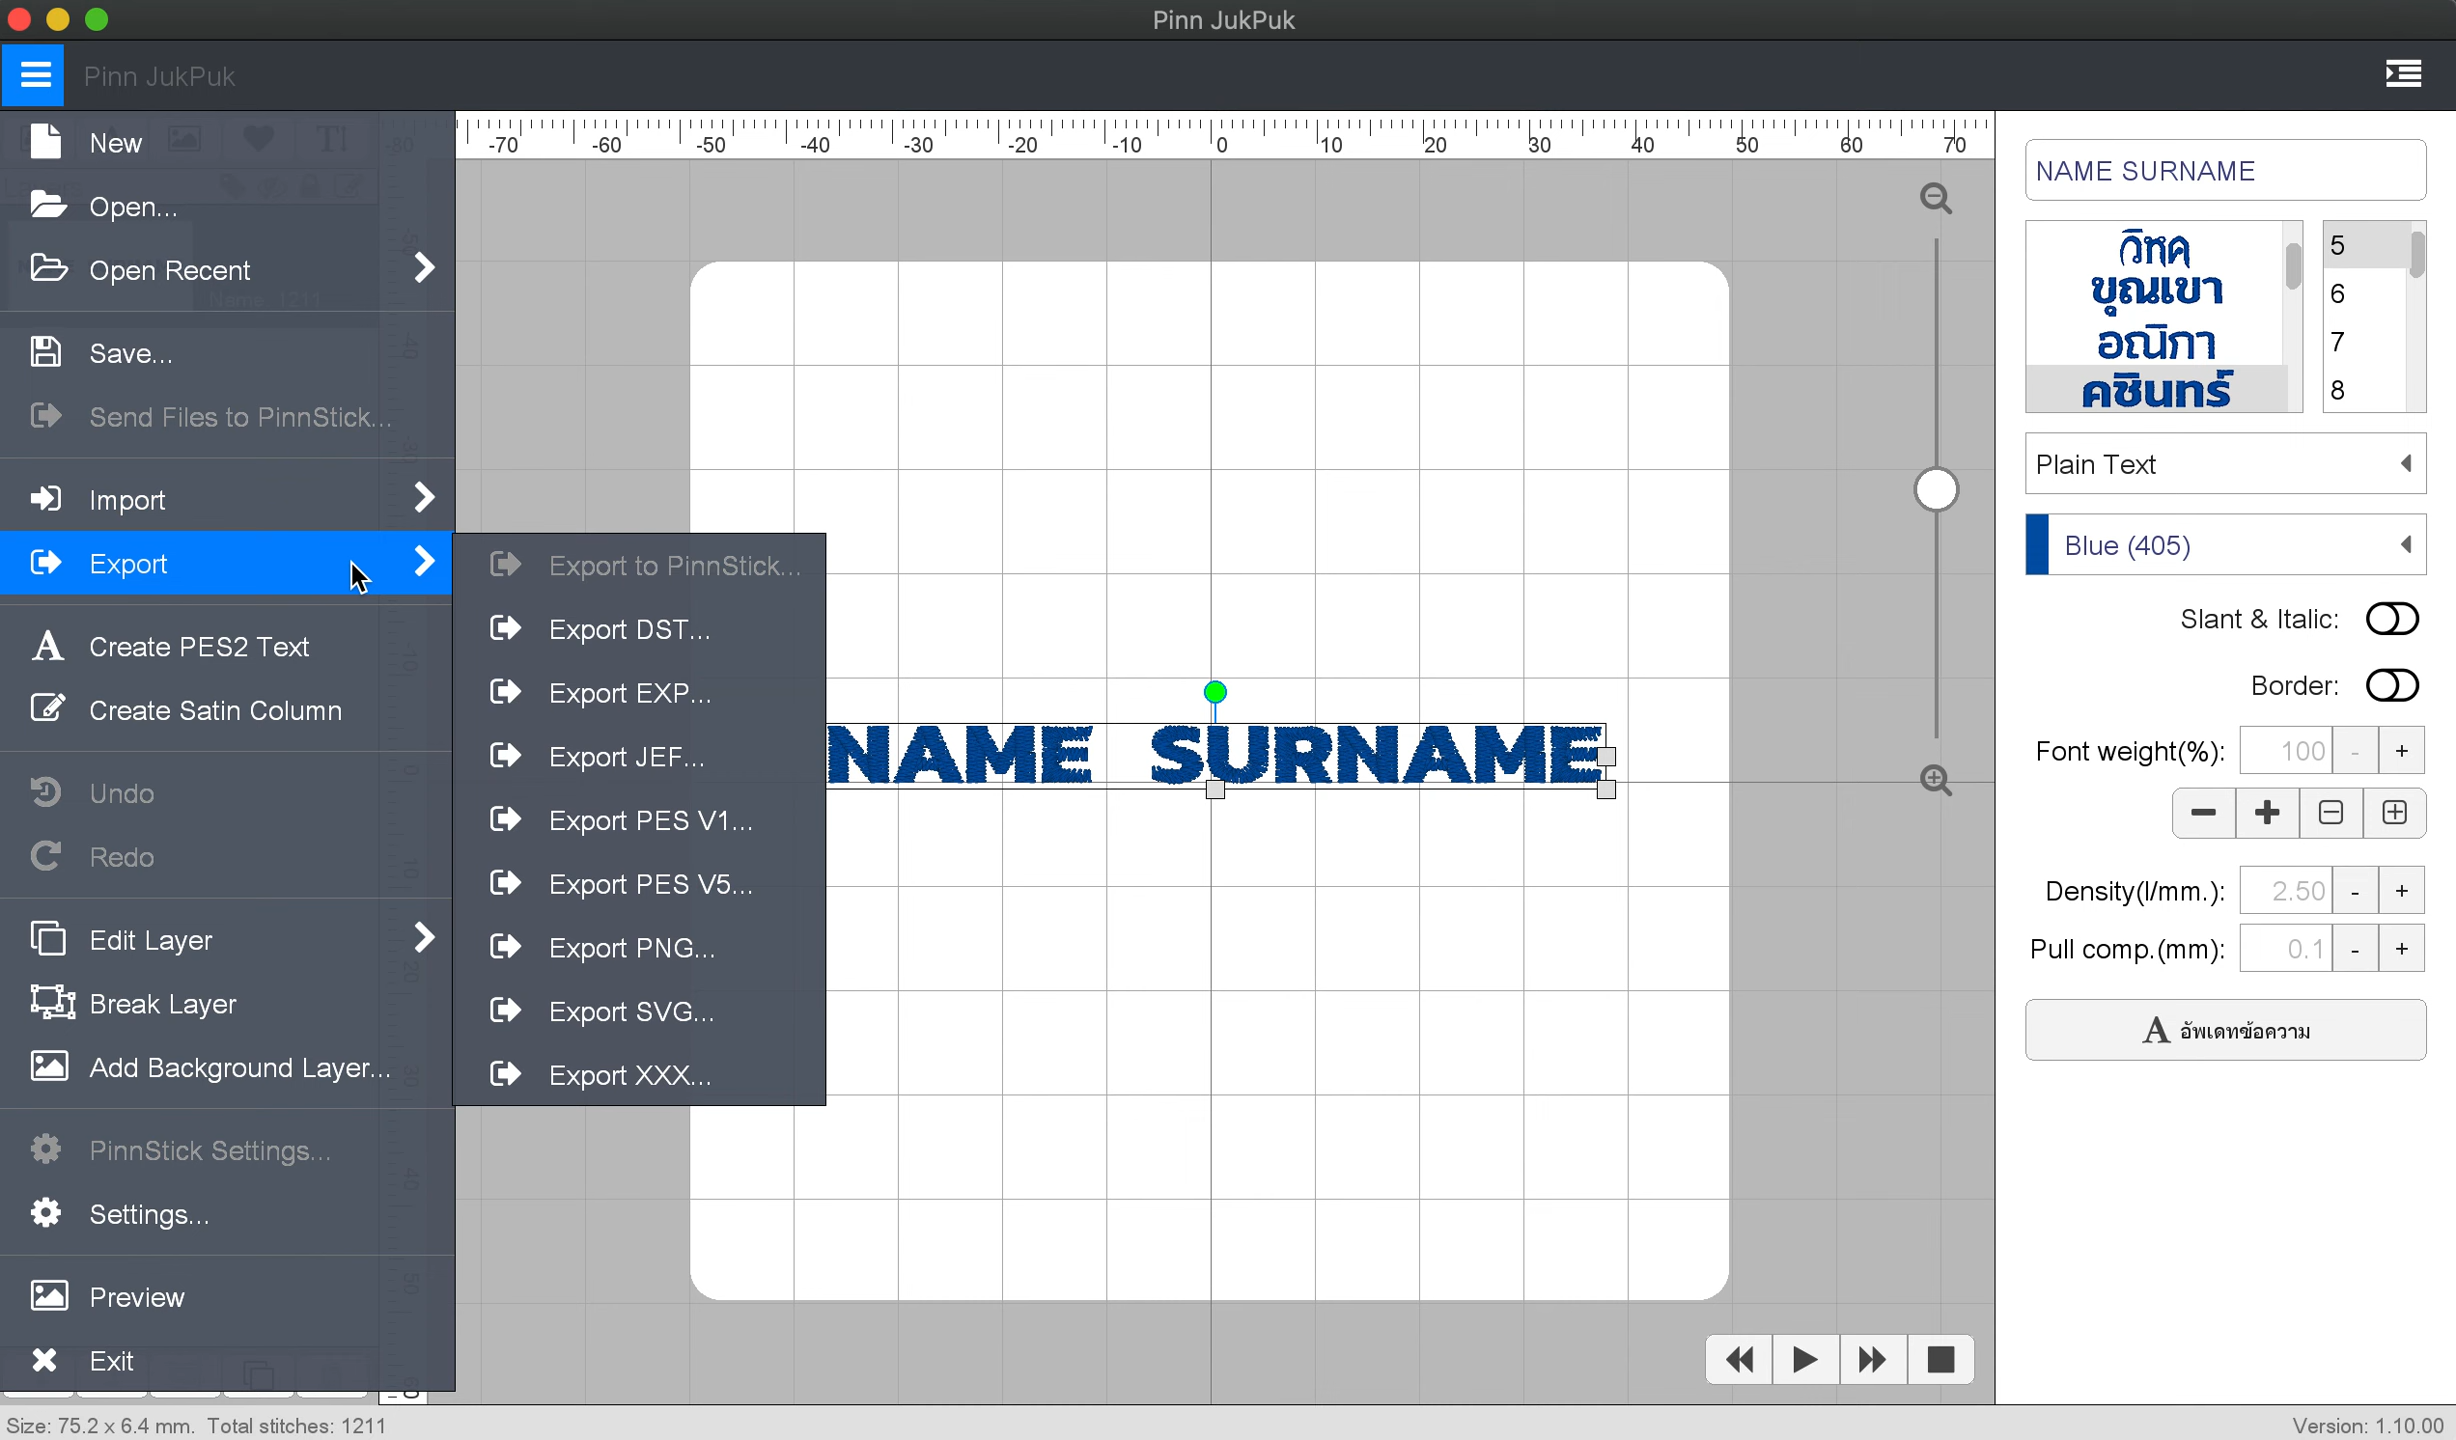 Pinn JukPuk
Pinn JukPuk
New
Open...
Open Recent
Name: 1211
Save...
Send Files to PinnStick...
Import
Export
Create PES2 Text
Create Satin Column
Undo
Redo
Edit Layer
Break Layer
Add Background Layer...
PinnStick Settings...
Settings...
Preview
Exit
Export to PinnStick...
Export DST...
Export EXP...
Export JEF...
Export PES V1...
Export PES V5...
Export PNG...
Export SVG...
Export XXX...
-70 -60 -50 -40 -30 -20 -10 0 10 20 30 40 50 60 70
NAME SURNAME
NAME SURNAME
วิหค
ขุณเขา
อณิกา
คชินทร์
5
6
7
8
Plain Text
Blue (405)
Slant & Italic:
Border:
Font weight(%): 100 - +
Density(l/mm.): 2.50 - +
Pull comp.(mm): 0.1 - +
A อัพเดทข้อความ
Size: 75.2 x 6.4 mm. Total stitches: 1211
Version: 1.10.00